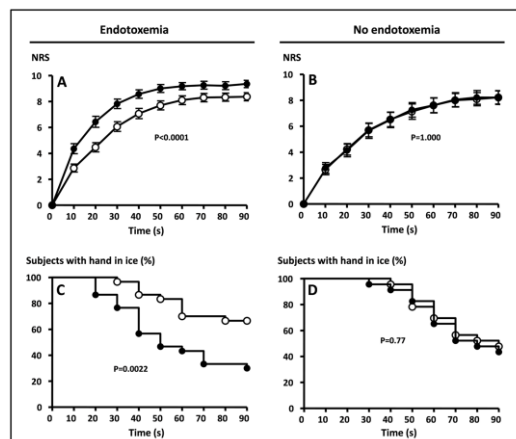 Endotoxemia
No endotoxemia
NRS
A
10
8
6
4
2
0
P<0.0001
10 20 30 40 50 60 70 80 90
Time (s)
NRS
B
10
8
6
4
2
0
P=1.000
10 20 30 40 50 60 70 80 90
Time (s)
Subjects with hand in ice (%)
C
100
80
60
40
20
0
P=0.0022
0 10 20 30 40 50 60 70 80 90
Time (s)
Subjects with hand in ice (%)
D
100
80
60
40
20
0
P=0.77
0 10 20 30 40 50 60 70 80 90
Time (s)